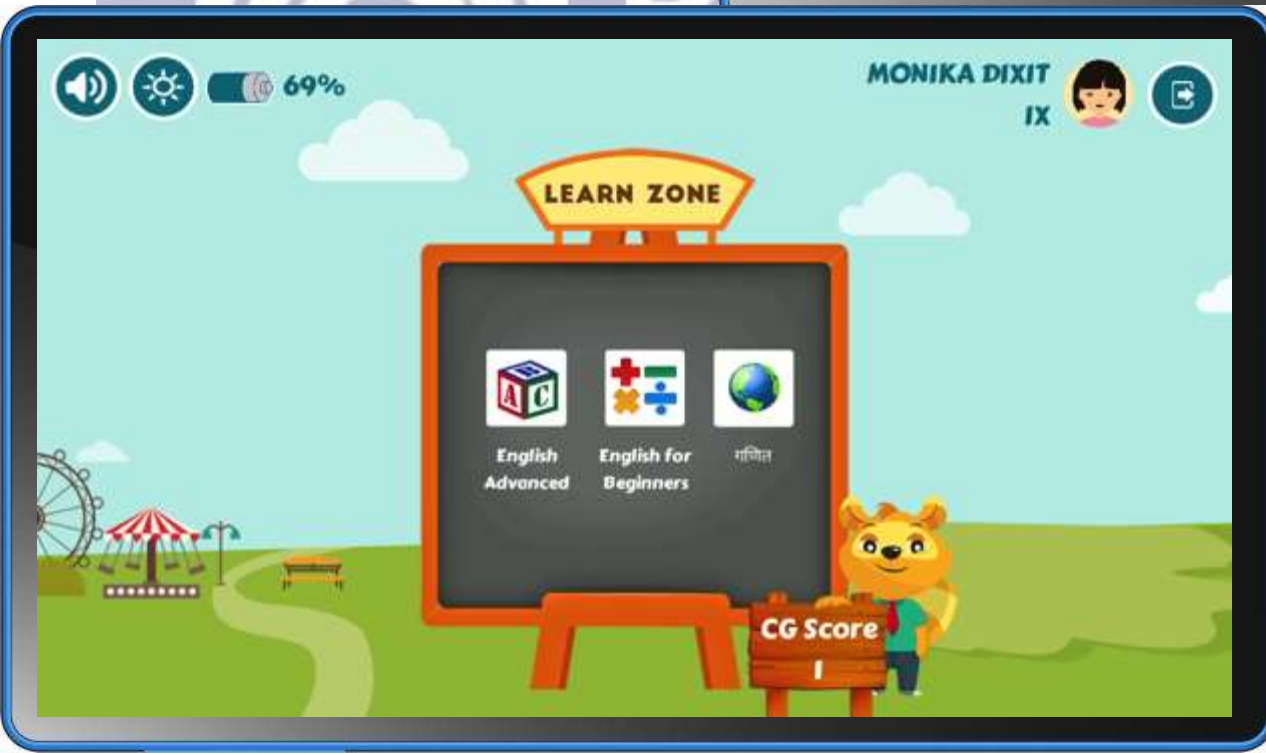 69%
MONIKA DIXIT
IX
LEARN ZONE
B
A C
English
Advanced
English for
Beginners
गणित
CG Score
1